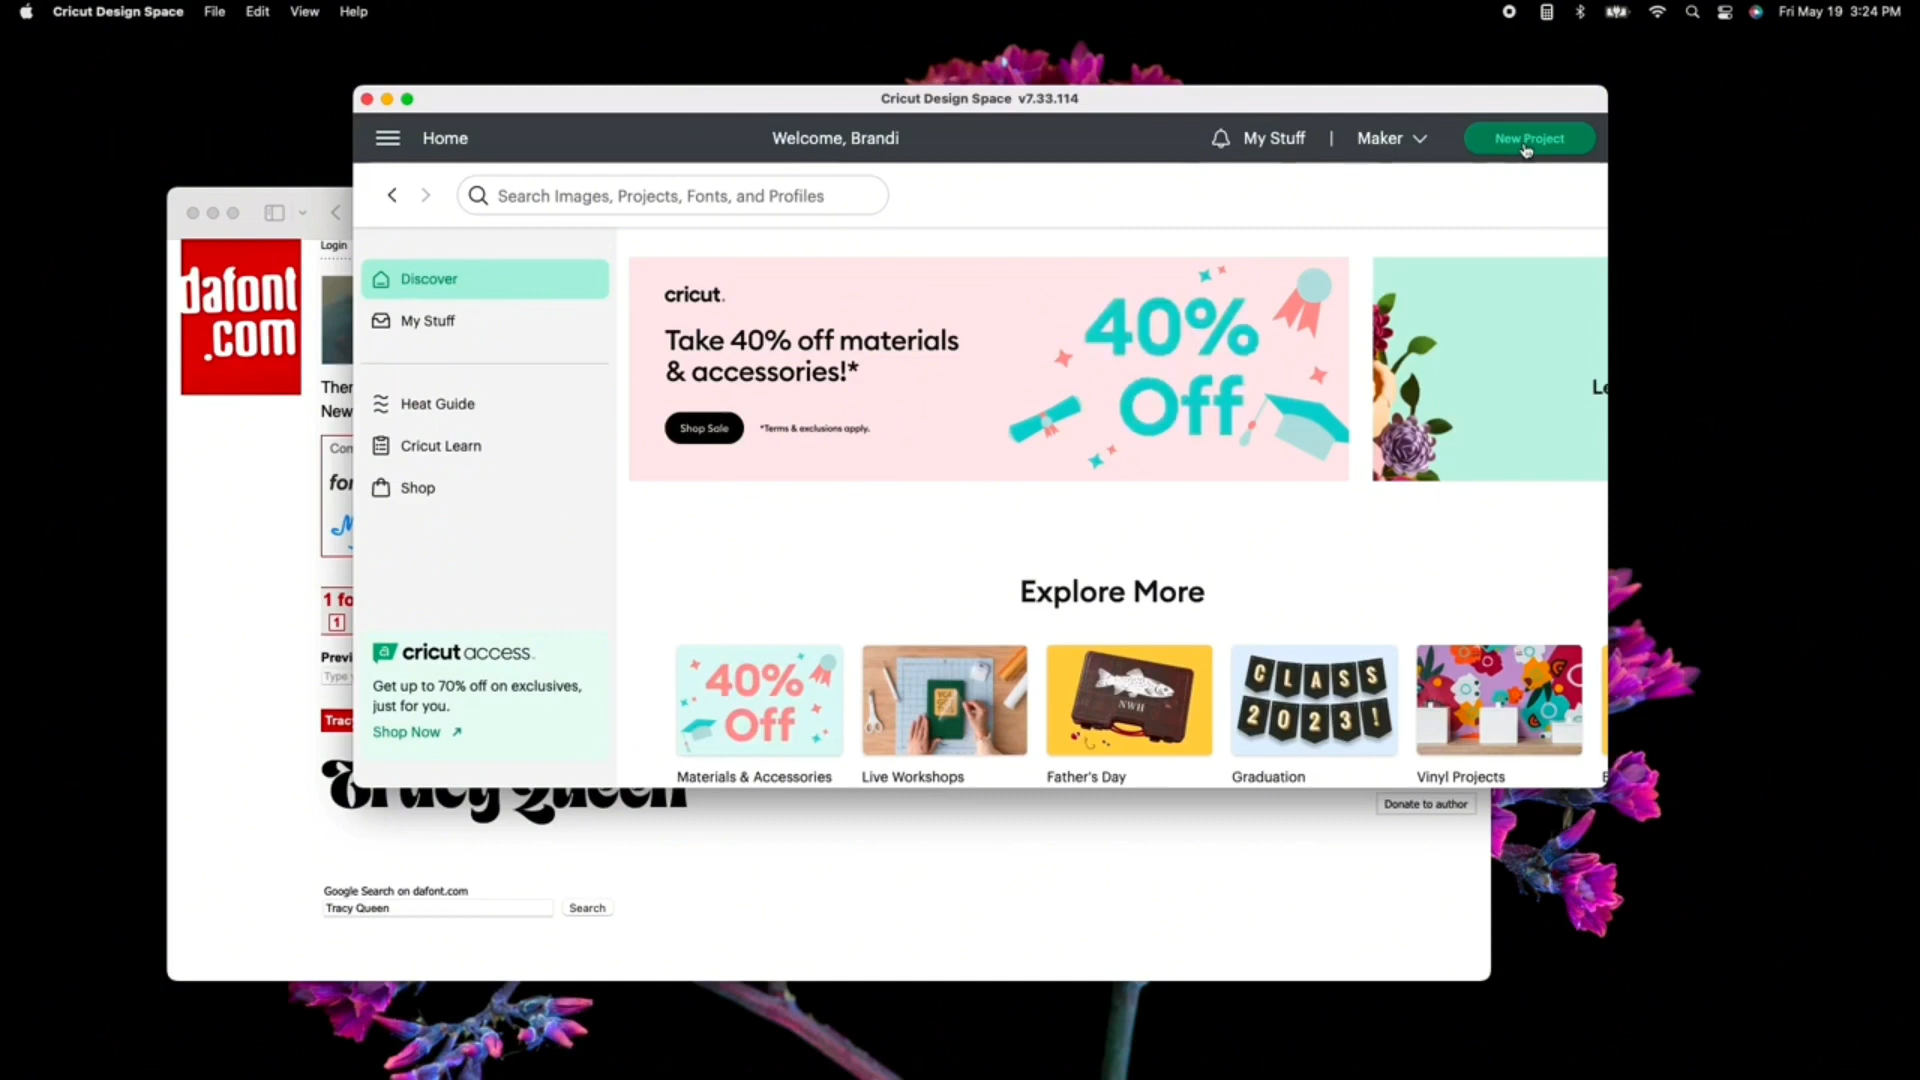 Cricut Design Space File Edit View Help
Fri May 19 3:24 PM
Cricut Design Space v7.33.114
Home
Welcome, Brandi
My Stuff | Maker
New Project
Search Images, Projects, Fonts, and Profiles
Discover
My Stuff
Heat Guide
Cricut Learn
Shop
a cricut access.
Get up to 70% off on exclusives,
just for you.
Shop Now
cricut.
Take 40% off materials
& accessories!*
Shop Sale
*Terms & exclusions apply.
40%
Off
Explore More
40%
Off
NWH
CLASS
2023!
Materials & Accessories
Live Workshops
Father's Day
Graduation
Vinyl Projects
dafont
.com
Login
1
Tracy Queen
Donate to author
Google Search on dafont.com
Tracy Queen
Search